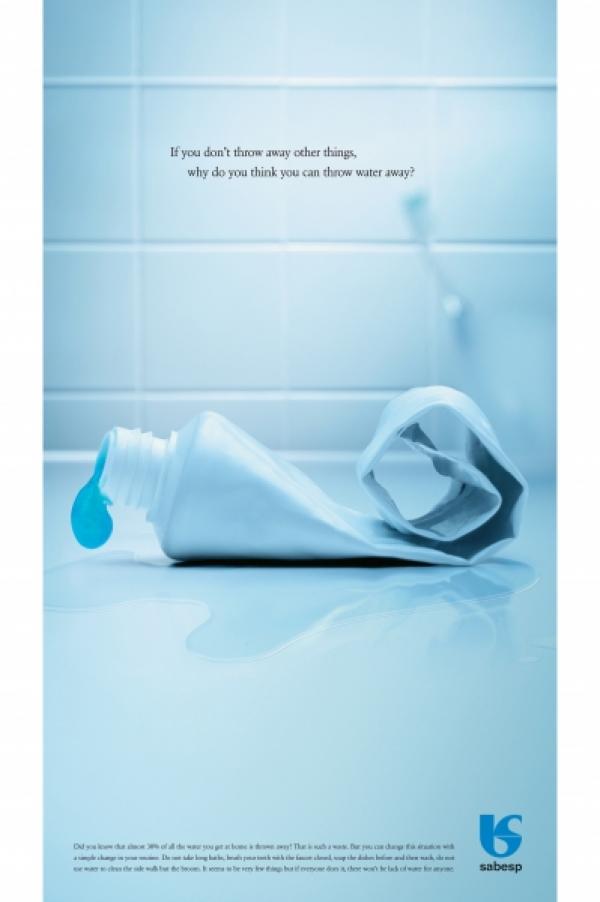 If you don't throw away other things,
why do you think you can throw water away?
Did you know that almost 30% of all the water you get at home is thrown away? That is such a waste. But you can change this situation with
a simple change in your routine. Do not take long baths, brush your teeth with the faucet closed, soap the dishes before and then wash, do not
use water to clean the side walk but the broom. It seems to be very few things but if everyone does it, there won't be lack of water for anyone.
sabesp